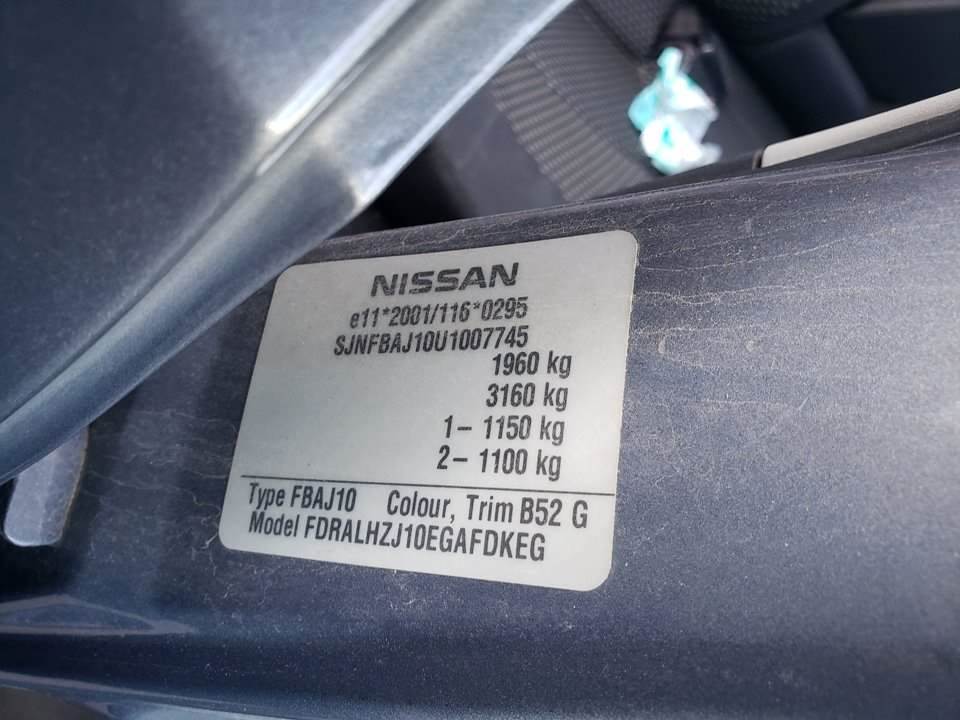 NISSAN
e11*2001/116*0295
SJNFBAJ10U1007745
1960 kg
3160 kg
1- 1150 kg
2- 1100 kg
Type FBAJ10 Colour, Trim B52 G
Model FDRALHZJ10EGAFDKEG